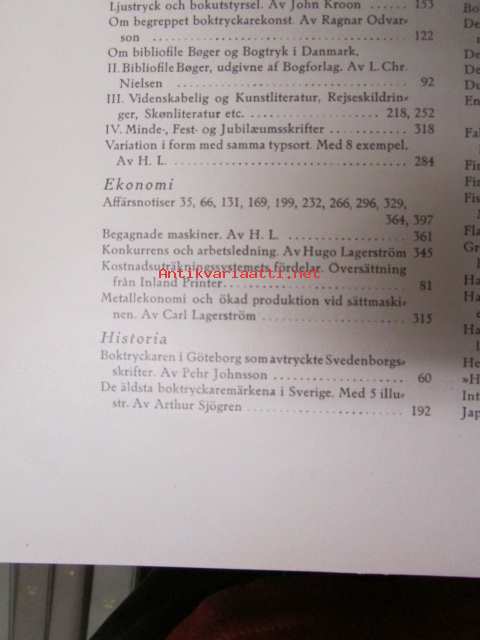 Ljustryck och bokutstyrsel. Av John Kroon .... 153
Om begreppet boktryckarekonst. Av Ragnar Odvar-
son .... 122
Om bibliofile Bøger og Bogtryk i Danmark.
II. Bibliofile Bøger, udgivne af Bogforlag. Av L. Chr.
Nielsen .... 92
III. Videnskabelig og Kunstliteratur, Rejseskildrin-
ger, Skønliteratur etc. .... 218, 252
IV. Minde-, Fest- og Jubilæumsskrifter .... 318
Variation i form med samma typsort. Med 8 exempel.
Av H. L. .... 284
Ekonomi
Affärsnotiser 35, 66, 131, 169, 199, 232, 266, 296, 329,
364, 397
Begagnade maskiner. Av H. L. .... 361
Konkurrens och arbetsledning. Av Hugo Lagerström 345
Kostnadsuträkningssystemets fördelar. Översättning
från Inland Printer .... 81
Antikvariaatti.net
Metallekonomi och ökad produktion vid sättmaski-
nen. Av Carl Lagerström .... 315
Historia
Boktryckaren i Göteborg som avtryckte Svedenborgs
skrifter. Av Pehr Johnsson .... 60
De äldsta boktryckaremärkena i Sverige. Med 5 illu-
str. Av Arthur Sjögren .... 192